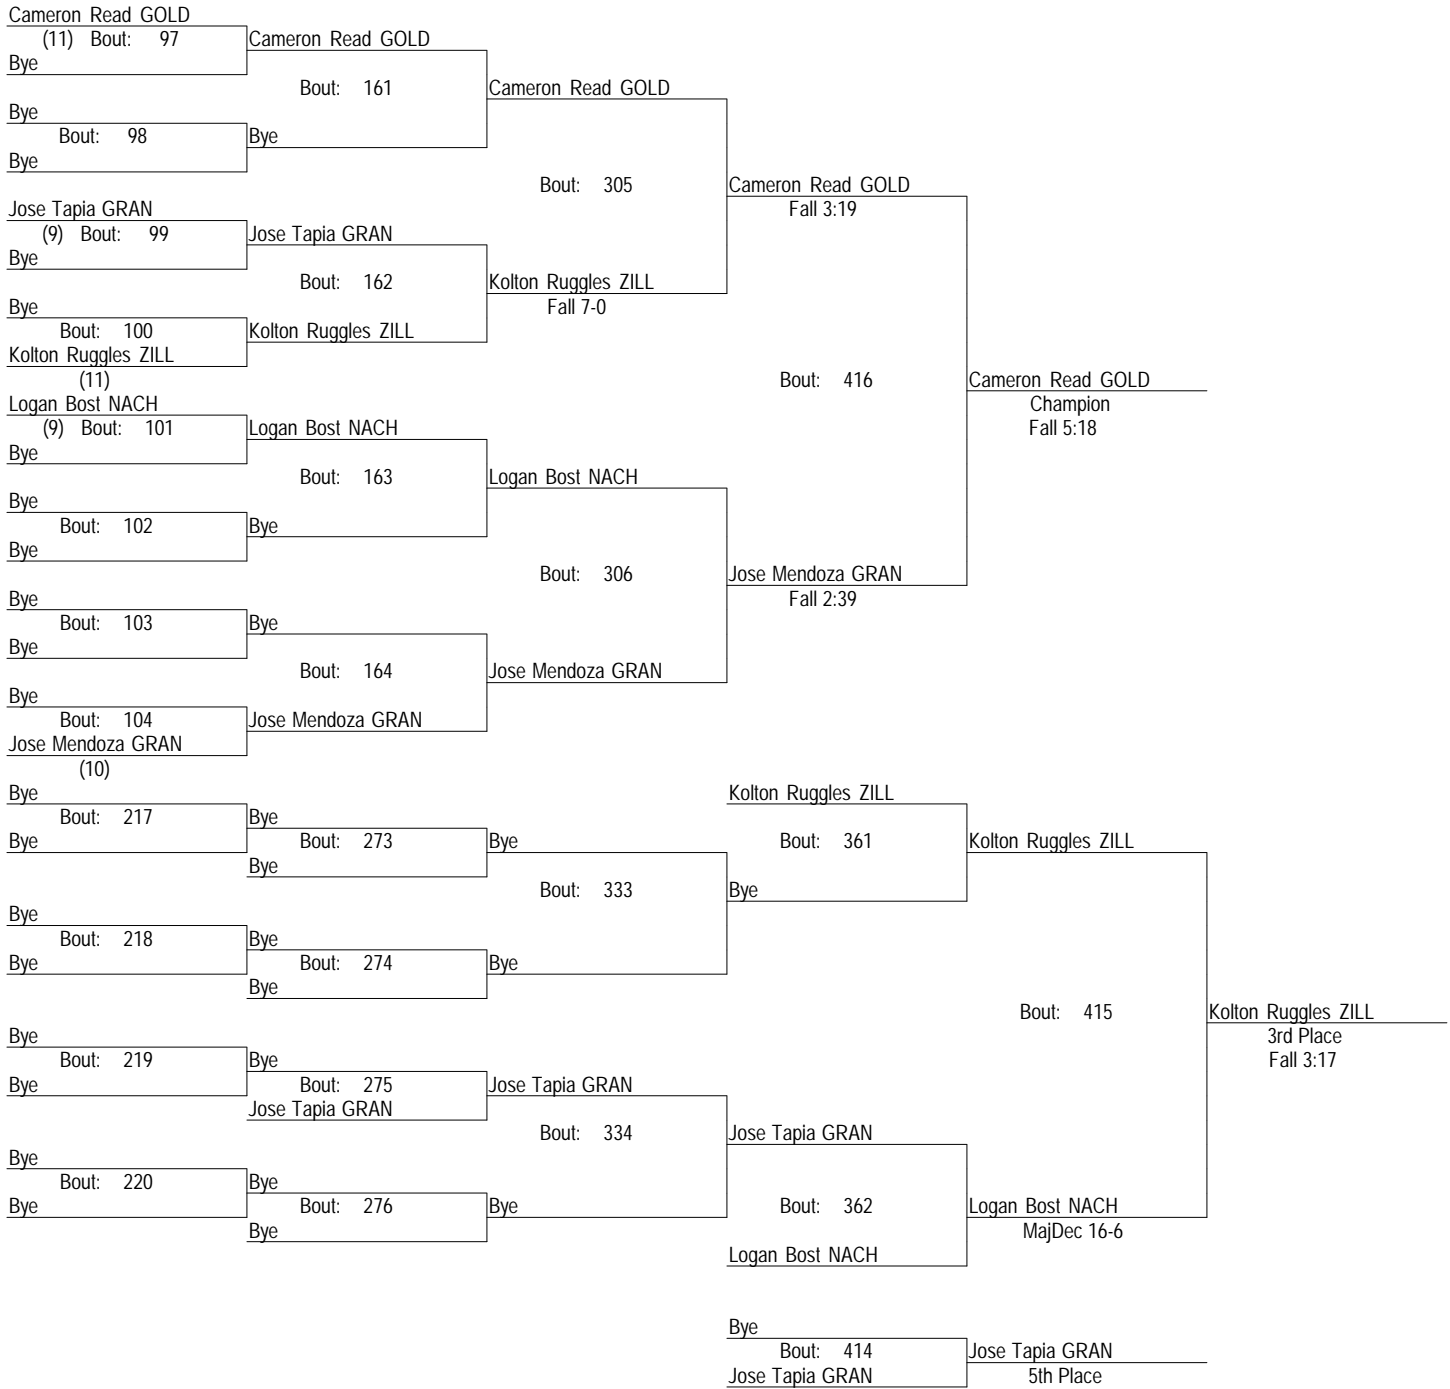 Cameron Read GOLD
(11) Bout: 97
Cameron Read GOLD
Bye
Bout: 161
Cameron Read GOLD
Bye
Bout: 98
Bye
Bye
Bout: 305
Cameron Read GOLD
Fall 3:19
Jose Tapia GRAN
(9) Bout: 99
Jose Tapia GRAN
Bye
Bout: 162
Kolton Ruggles ZILL
Fall 7-0
Bye
Bout: 100
Kolton Ruggles ZILL
Kolton Ruggles ZILL
(11)
Bout: 416
Cameron Read GOLD
Champion
Fall 5:18
Logan Bost NACH
(9) Bout: 101
Logan Bost NACH
Bye
Bout: 163
Logan Bost NACH
Bye
Bout: 102
Bye
Bye
Bout: 306
Jose Mendoza GRAN
Fall 2:39
Bye
Bout: 103
Bye
Bye
Bout: 164
Jose Mendoza GRAN
Bye
Bout: 104
Jose Mendoza GRAN
Jose Mendoza GRAN
(10)
Bye
Bout: 217
Bye
Bye
Bout: 273
Bye
Bye
Kolton Ruggles ZILL
Bout: 361
Kolton Ruggles ZILL
Bout: 333
Bye
Bye
Bout: 218
Bye
Bye
Bout: 274
Bye
Bye
Bout: 415
Kolton Ruggles ZILL
3rd Place
Fall 3:17
Bye
Bout: 219
Bye
Bye
Bout: 275
Jose Tapia GRAN
Jose Tapia GRAN
Bout: 334
Jose Tapia GRAN
Bye
Bout: 220
Bye
Bye
Bout: 276
Bye
Bye
Bout: 362
Logan Bost NACH
MajDec 16-6
Logan Bost NACH
Bye
Bout: 414
Jose Tapia GRAN
Jose Tapia GRAN
5th Place